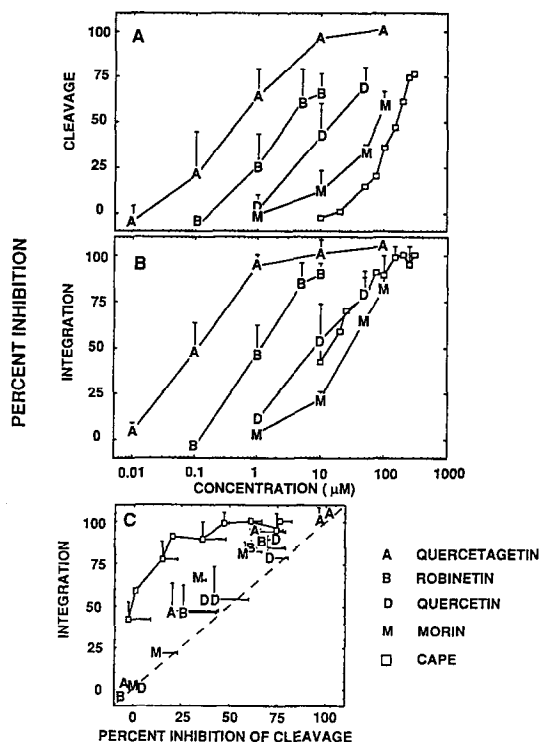 A
100
75
50
25
0
CLEAVAGE
B
100
75
50
25
0
INTEGRATION
PERCENT INHIBITION
0.01 0.1 1 10 100 1000
CONCENTRATION ( μM)
C
100
75
50
25
0
INTEGRATION
0 25 50 75 100
PERCENT INHIBITION OF CLEAVAGE
A QUERCETAGETIN
B ROBINETIN
D QUERCETIN
M MORIN
CAPE